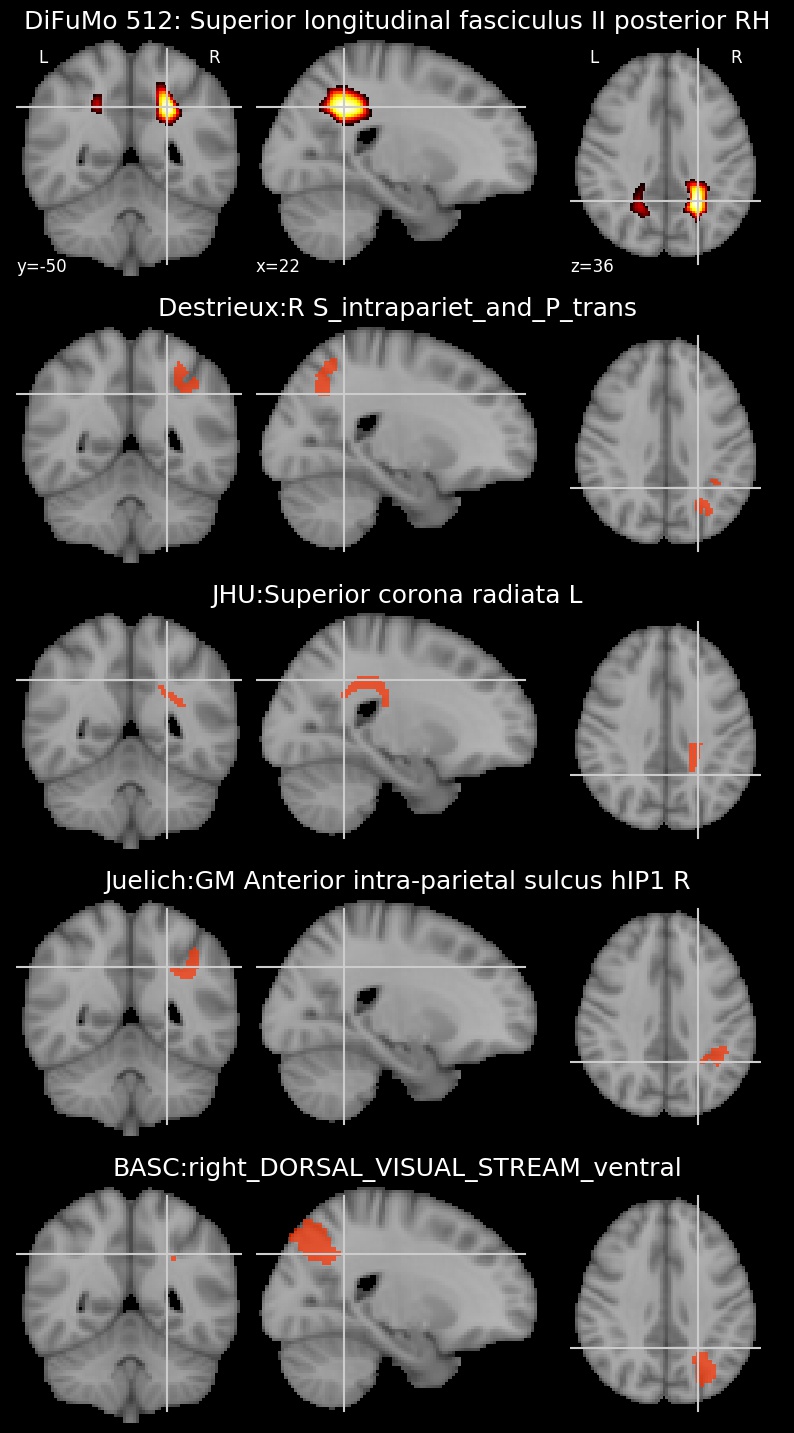 DiFuMo 512: Superior longitudinal fasciculus II posterior RH
L R L R
y=-50 x=22 z=36
Destrieux:R S_intrapariet_and_P_trans
JHU:Superior corona radiata L
Juelich:GM Anterior intra-parietal sulcus hIP1 R
BASC:right_DORSAL_VISUAL_STREAM_ventral